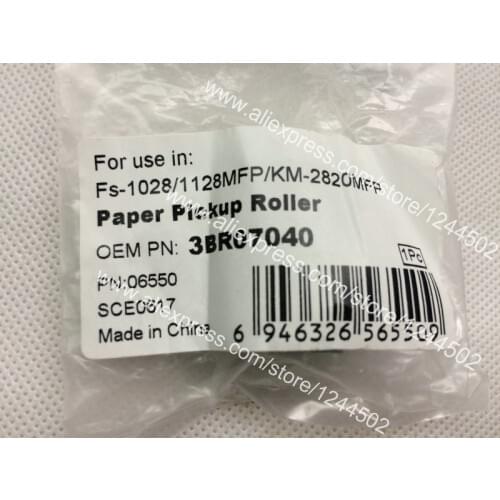 For use in:
Fs-1028/1128MFP/KM-2820MFP
Paper Pickup Roller
OEM PN: 3BR07040
1Pc
PN:06550
SCE0617
Made in China
6 946326 565309
www.aliexpress.com/store/1244502
www.aliexpress.com/store/1244502
www.aliexpress.com/store/1244502